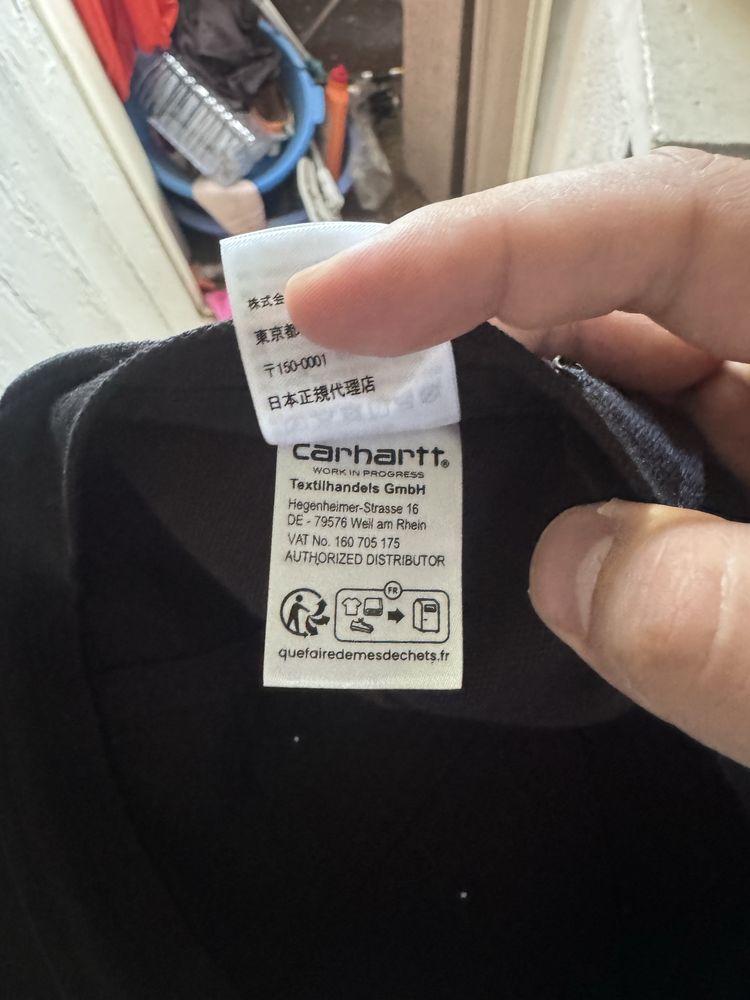 株式会
東京都
〒150-0001
日本正規代理店
carhartt®
WORK IN PROGRESS
Textilhandels GmbH
Hegenheimer-Strasse 16
DE - 79576 Weil am Rhein
VAT No. 160 705 175
AUTHORIZED DISTRIBUTOR
FR
quefairedemesdechets.fr